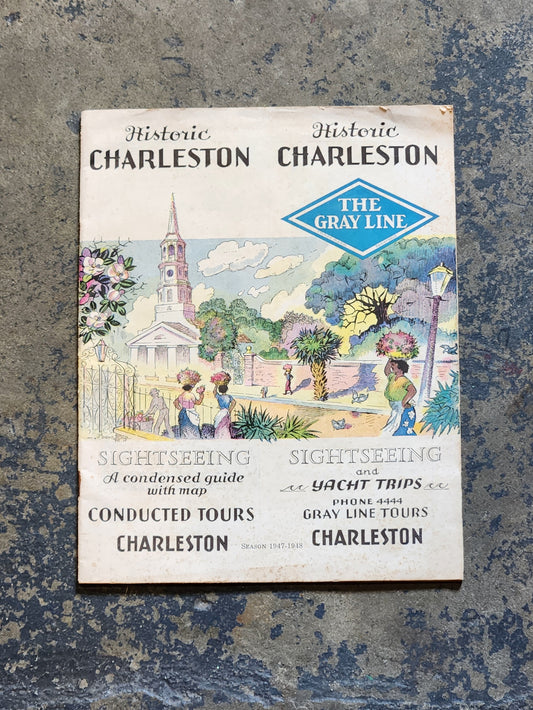 Historic
CHARLESTON
Historic
CHARLESTON
THE
GRAY LINE
SIGHTSEEING
A condensed guide
with map
CONDUCTED TOURS
CHARLESTON
SEASON 1947-1948
SIGHTSEEING
and
YACHT TRIPS
PHONE 4444
GRAY LINE TOURS
CHARLESTON